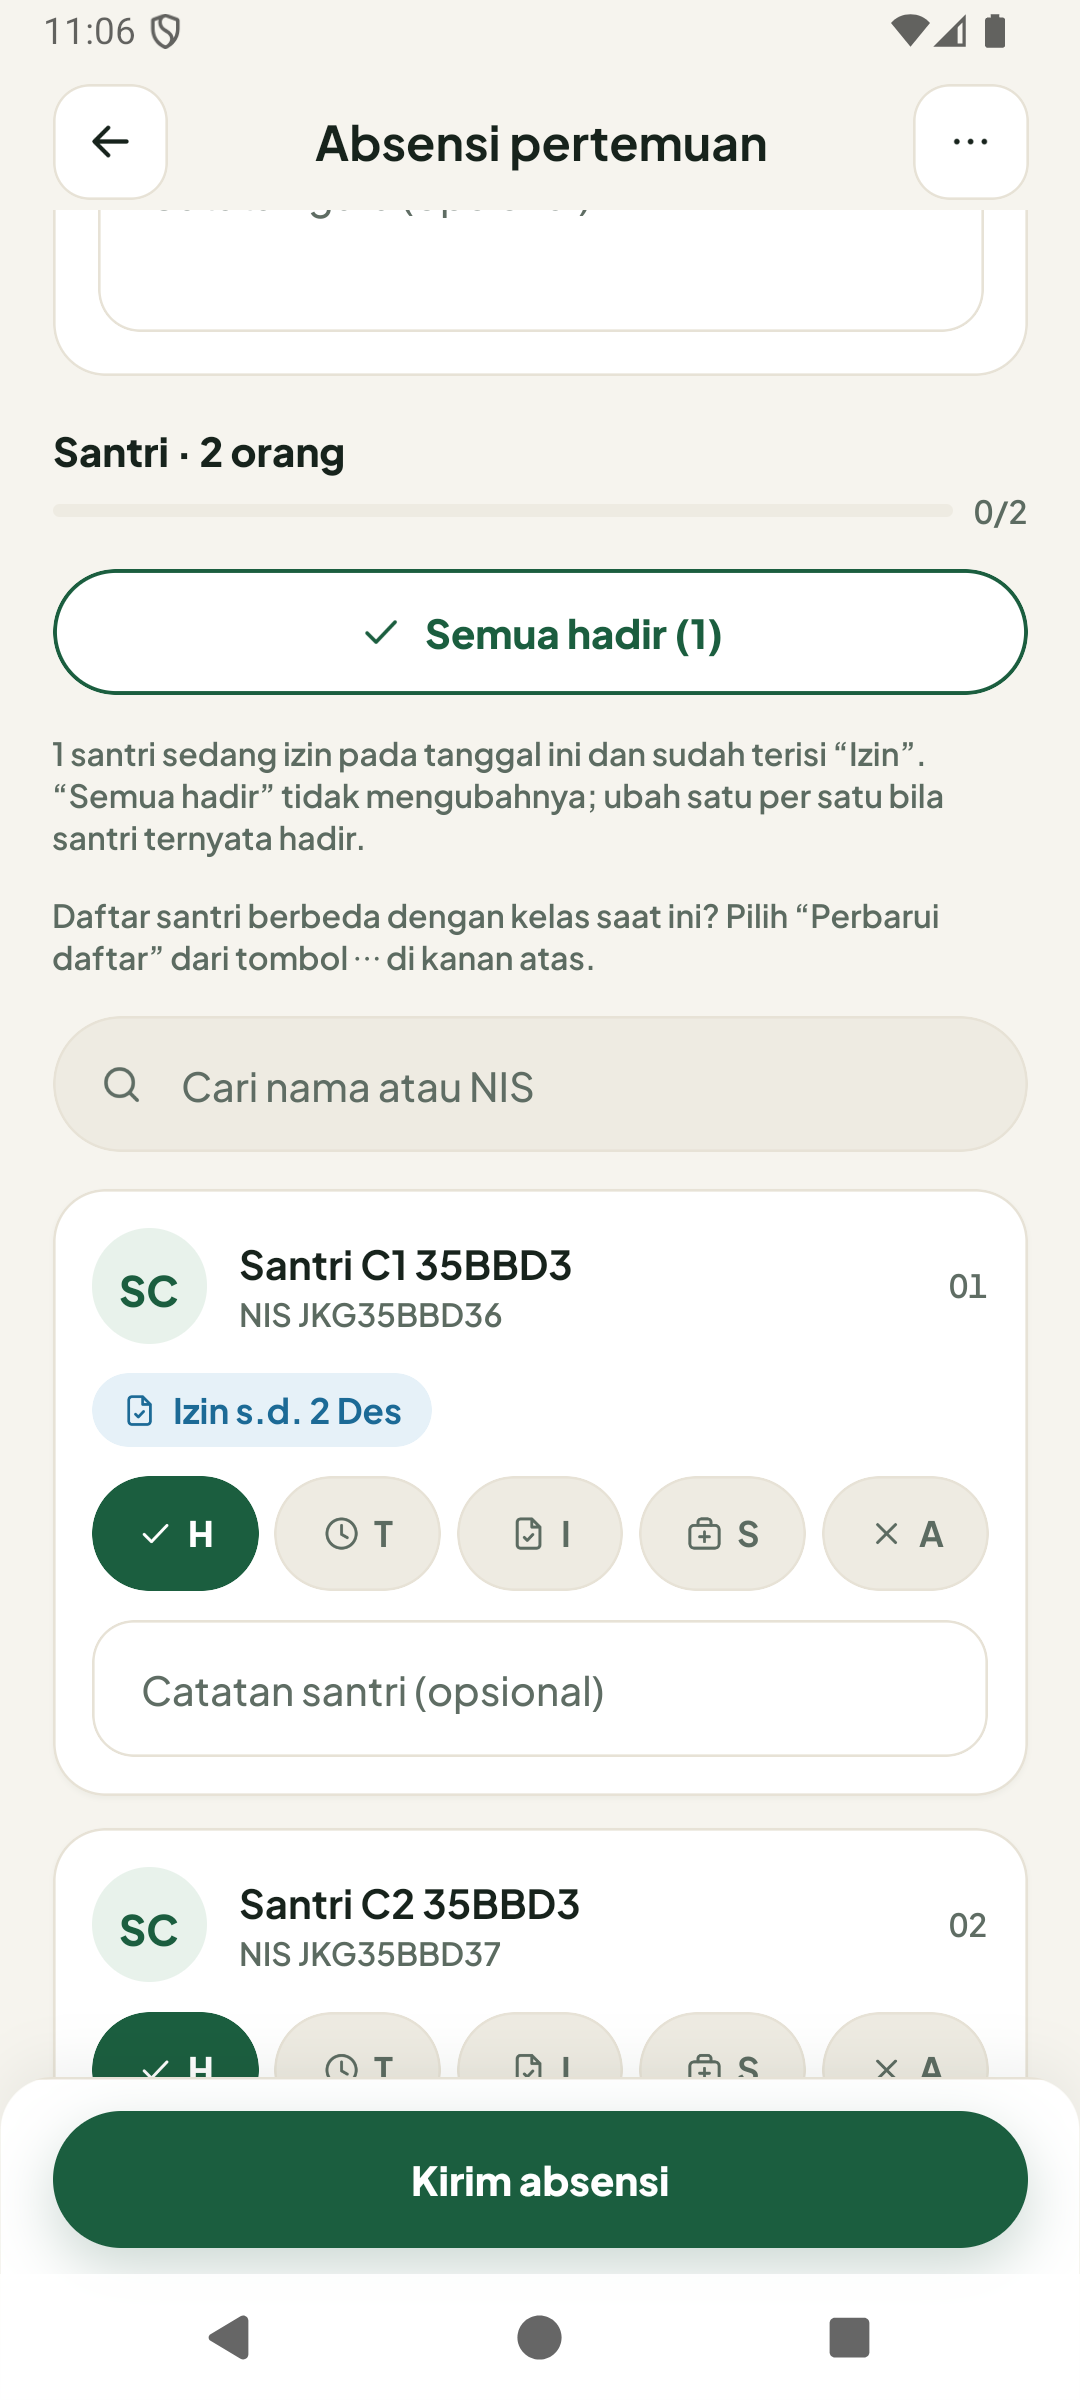 11:06
Absensi pertemuan
Santri · 2 orang
0/2
Semua hadir (1)
1 santri sedang izin pada tanggal ini dan sudah terisi “Izin”.
“Semua hadir” tidak mengubahnya; ubah satu per satu bila
santri ternyata hadir.
Daftar santri berbeda dengan kelas saat ini? Pilih “Perbarui
daftar” dari tombol ··· di kanan atas.
Cari nama atau NIS
SC
Santri C1 35BBD3
NIS JKG35BBD36
01
Izin s.d. 2 Des
H T I S A
Catatan santri (opsional)
SC
Santri C2 35BBD3
NIS JKG35BBD37
02
H T I S A
Kirim absensi